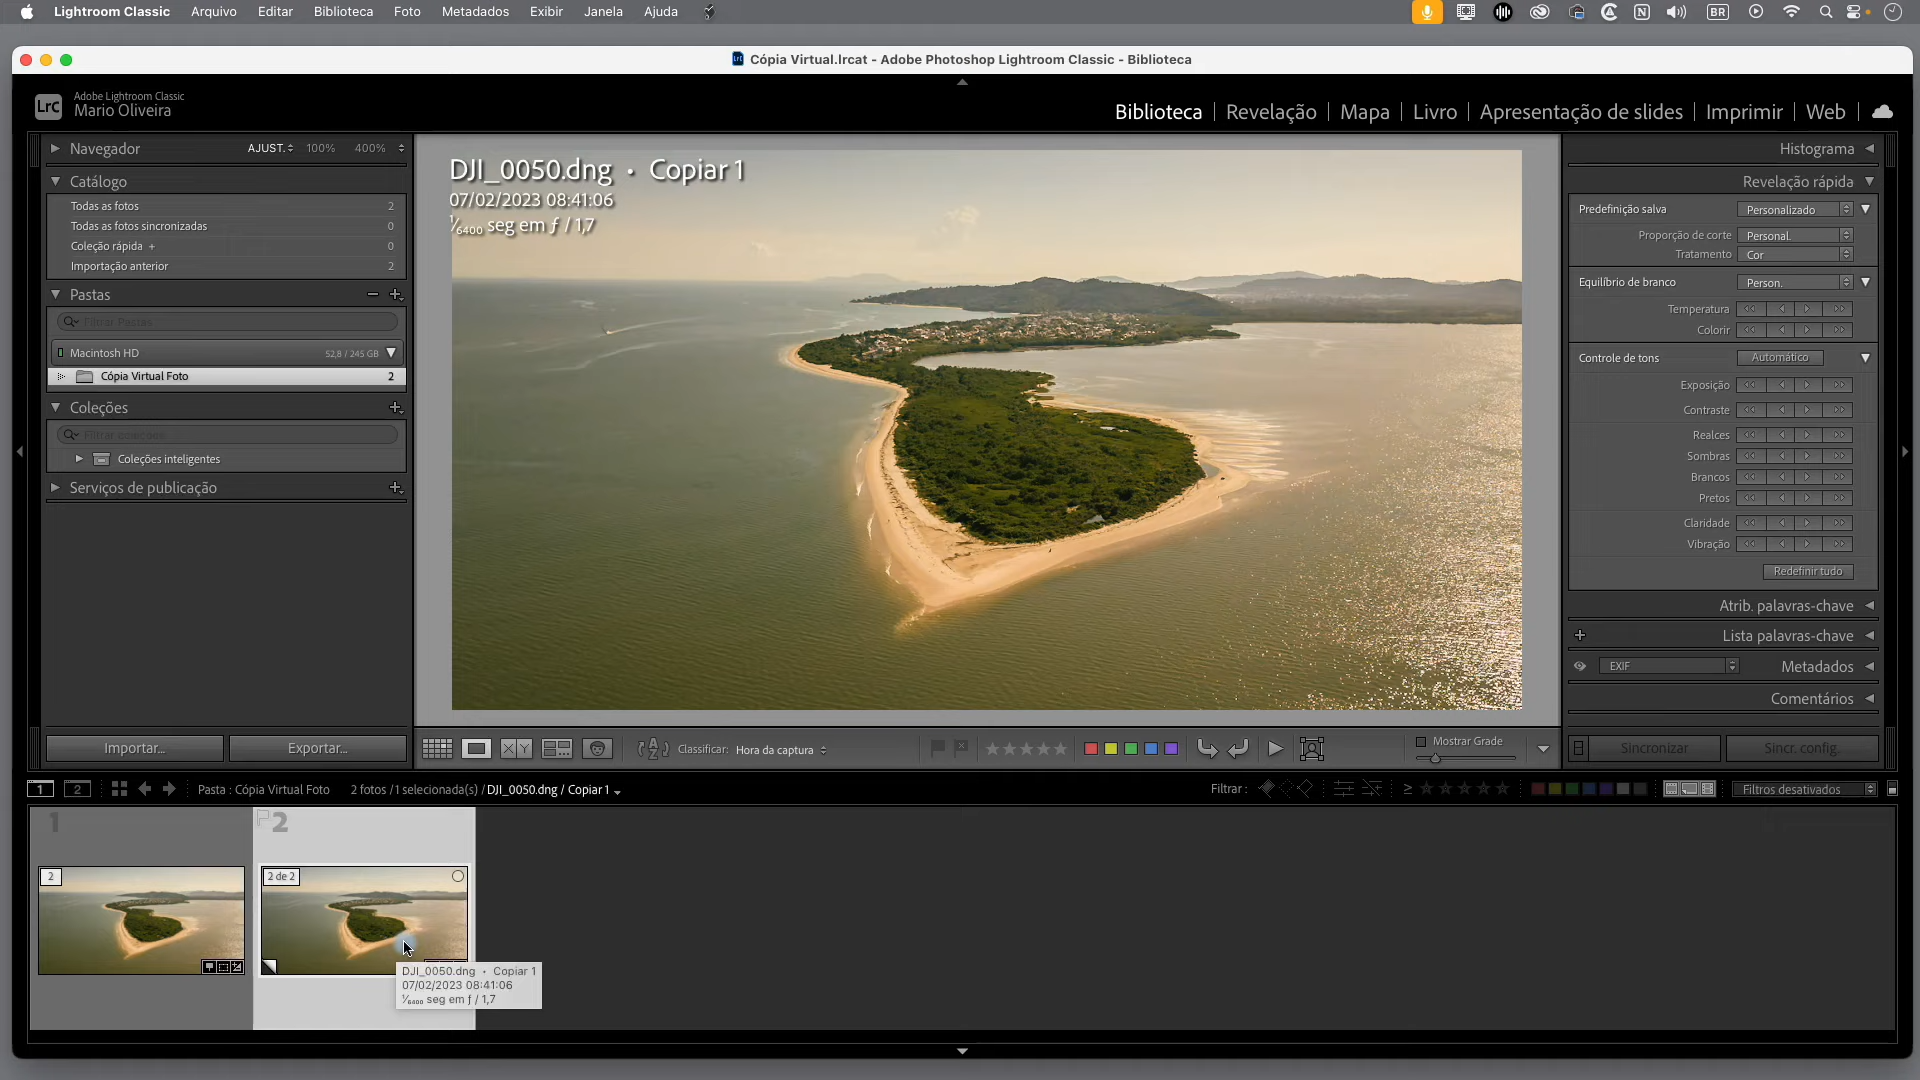 Lightroom Classic Arquivo Editar Biblioteca Foto Metadados Exibir Janela Ajuda BR
Cópia Virtual.lrcat - Adobe Photoshop Lightroom Classic - Biblioteca
Lrc
Adobe Lightroom Classic
Mario Oliveira
Biblioteca | Revelação | Mapa | Livro | Apresentação de slides | Imprimir | Web
Navegador AJUST. 100% 400%
Catálogo
Todas as fotos 2
Todas as fotos sincronizadas 0
Coleção rápida + 0
Importação anterior 2
Pastas
Filtrar Pastas
Macintosh HD 52,8 / 245 GB
Cópia Virtual Foto 2
Coleções
Filtrar coleções
Coleções inteligentes
Serviços de publicação
Importar... Exportar...
DJI_0050.dng • Copiar 1
07/02/2023 08:41:06
1/6400 seg em ƒ / 1,7
Histograma
Revelação rápida
Predefinição salva Personalizado
Proporção de corte Personal.
Tratamento Cor
Equilíbrio de branco Person.
Temperatura
Colorir
Controle de tons Automático
Exposição
Contraste
Realces
Sombras
Brancos
Pretos
Claridade
Vibração
Redefinir tudo
Atrib. palavras-chave
Lista palavras-chave
EXIF Metadados
Comentários
Sincronizar Sincr. config.
XY Classificar: Hora da captura Mostrar Grade
1 2 Pasta : Cópia Virtual Foto 2 fotos / 1 selecionada(s) / DJI_0050.dng / Copiar 1 Filtrar : ≥ Filtros desativados
1 2
2 2 de 2
DJI_0050.dng • Copiar 1
07/02/2023 08:41:06
1/6400 seg em ƒ / 1,7